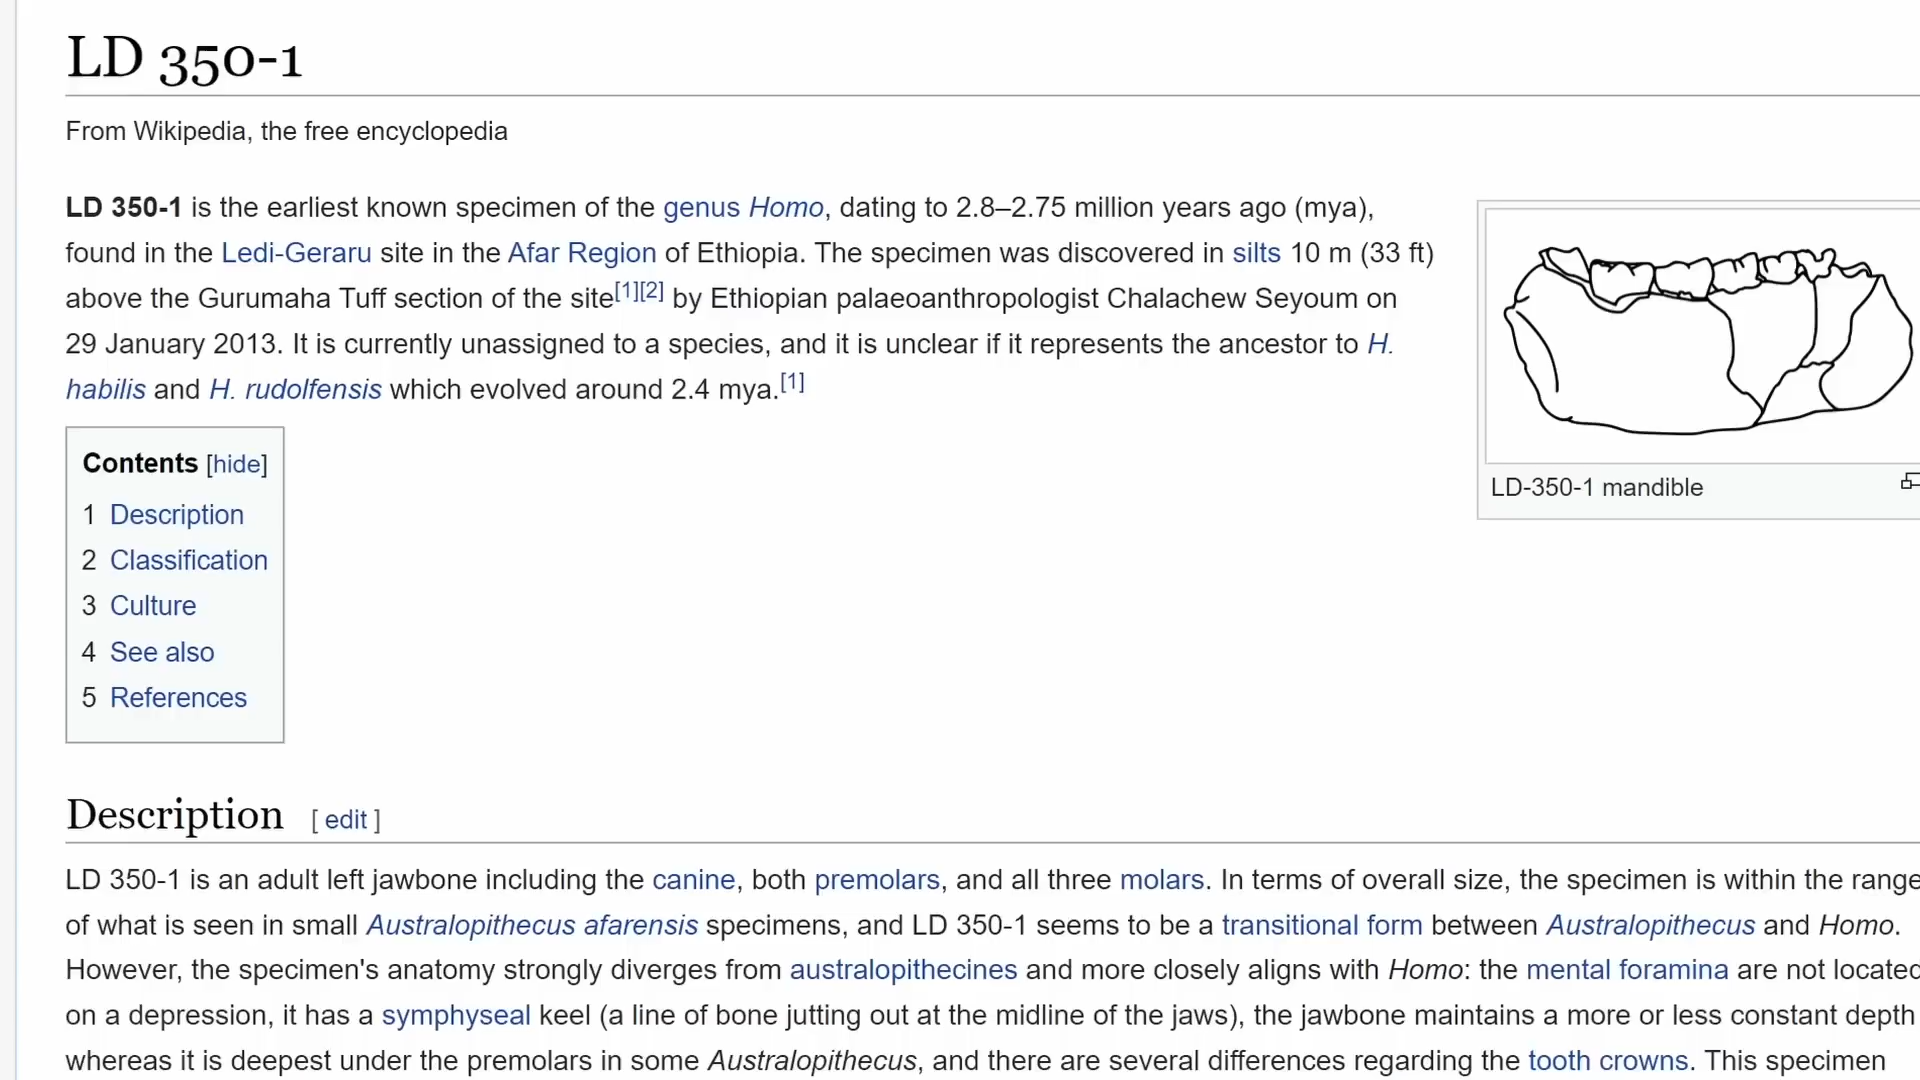 LD 350-1
From Wikipedia, the free encyclopedia
LD 350-1 is the earliest known specimen of the genus Homo, dating to 2.8–2.75 million years ago (mya),
found in the Ledi-Geraru site in the Afar Region of Ethiopia. The specimen was discovered in silts 10 m (33 ft)
above the Gurumaha Tuff section of the site[1][2] by Ethiopian palaeoanthropologist Chalachew Seyoum on
29 January 2013. It is currently unassigned to a species, and it is unclear if it represents the ancestor to H.
habilis and H. rudolfensis which evolved around 2.4 mya.[1]
LD-350-1 mandible
Contents [hide]
1 Description
2 Classification
3 Culture
4 See also
5 References
Description [ edit ]
LD 350-1 is an adult left jawbone including the canine, both premolars, and all three molars. In terms of overall size, the specimen is within the range
of what is seen in small Australopithecus afarensis specimens, and LD 350-1 seems to be a transitional form between Australopithecus and Homo.
However, the specimen's anatomy strongly diverges from australopithecines and more closely aligns with Homo: the mental foramina are not located
on a depression, it has a symphyseal keel (a line of bone jutting out at the midline of the jaws), the jawbone maintains a more or less constant depth
whereas it is deepest under the premolars in some Australopithecus, and there are several differences regarding the tooth crowns. This specimen